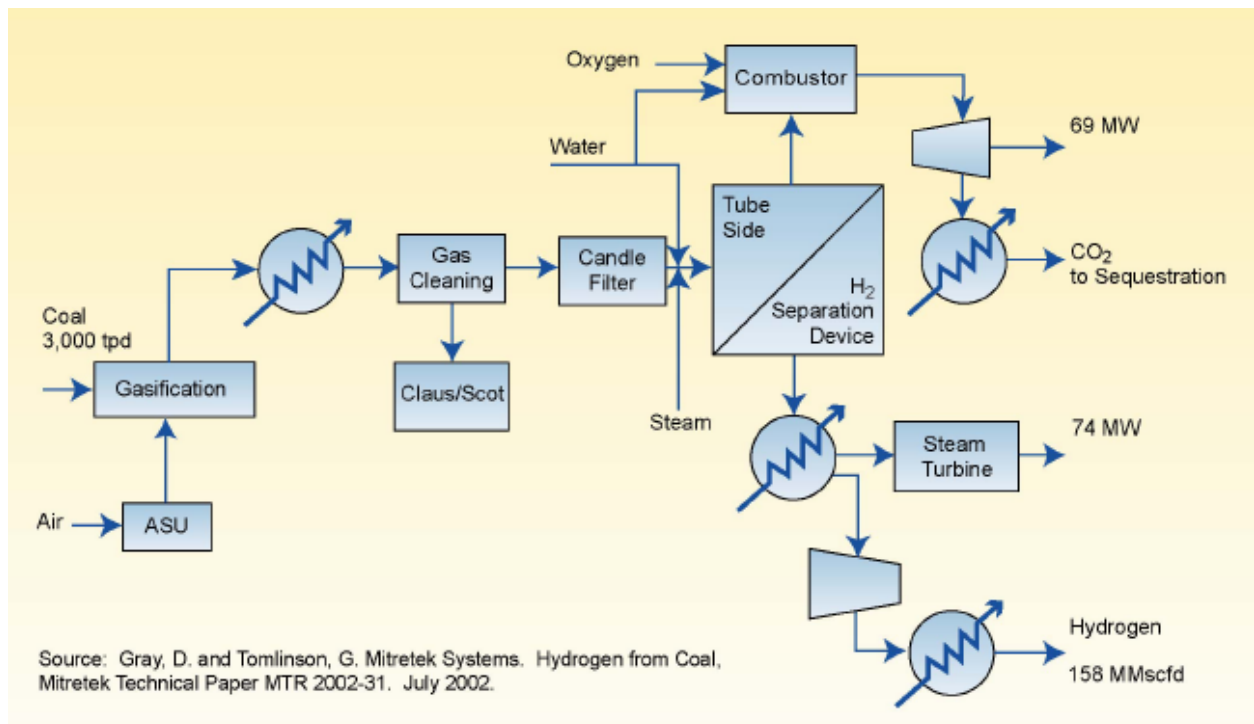 Oxygen
Combustor
69 MW
Water
Tube
Side
Gas
Cleaning
Candle
Filter
H2
Separation
Device
CO2
to Sequestration
Coal
3,000 tpd
Gasification
Claus/Scot
Steam
Steam
Turbine
74 MW
Air
ASU
Hydrogen
158 MMscfd
Source: Gray, D. and Tomlinson, G. Mitretek Systems. Hydrogen from Coal,
Mitretek Technical Paper MTR 2002-31. July 2002.